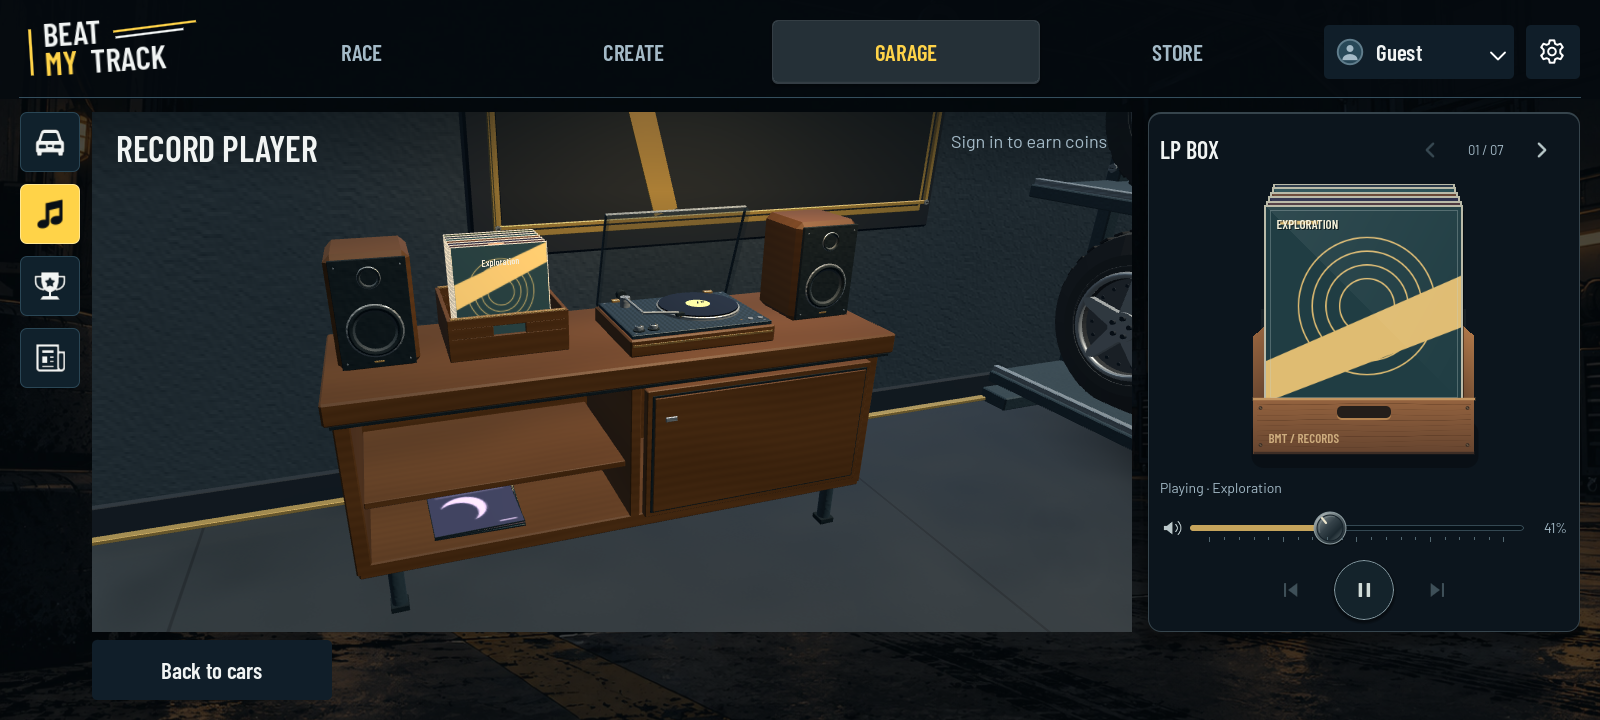 BEAT
MY TRACK
RACE
CREATE
GARAGE
STORE
Guest
RECORD PLAYER
Sign in to earn coins
Exploration
LP BOX
01 / 07
EXPLORATION
BMT / RECORDS
Playing · Exploration
41%
Back to cars